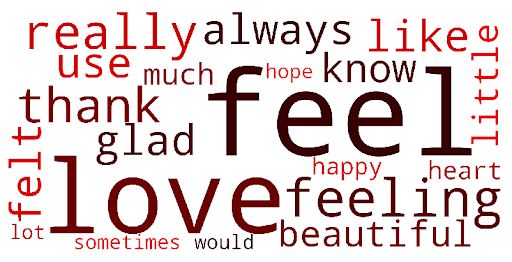 really always like
use much hope know
thank glad feel little
felt love happy heart
feeling
lot sometimes would beautiful